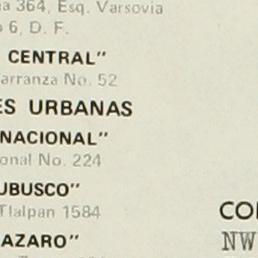 364, Esq. Varsovia
6, D. F.
CENTRAL"
arranza No. 52
ES URBANAS
NACIONAL"
onal No. 224
UBUSCO"
Tlalpan 1584
AZARO"
CO
NW